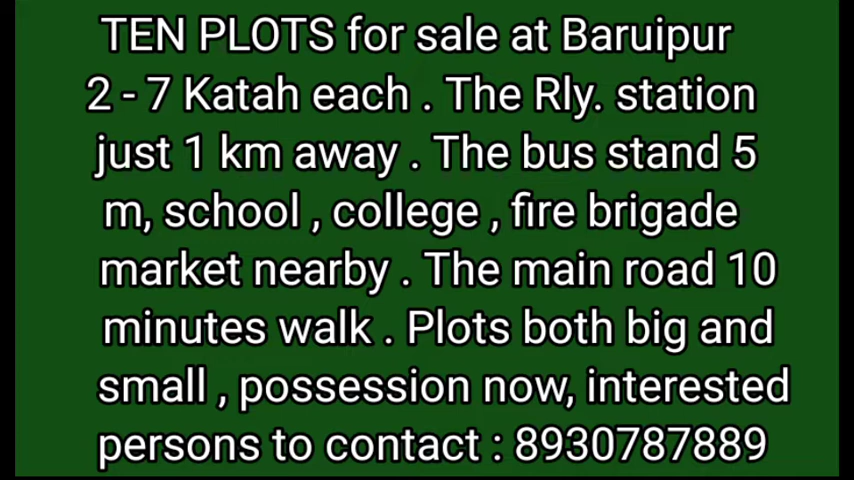 TEN PLOTS for sale at Baruipur
2 - 7 Katah each . The Rly. station
just 1 km away . The bus stand 5
m, school , college , fire brigade
market nearby . The main road 10
minutes walk . Plots both big and
small , possession now, interested
persons to contact : 8930787889